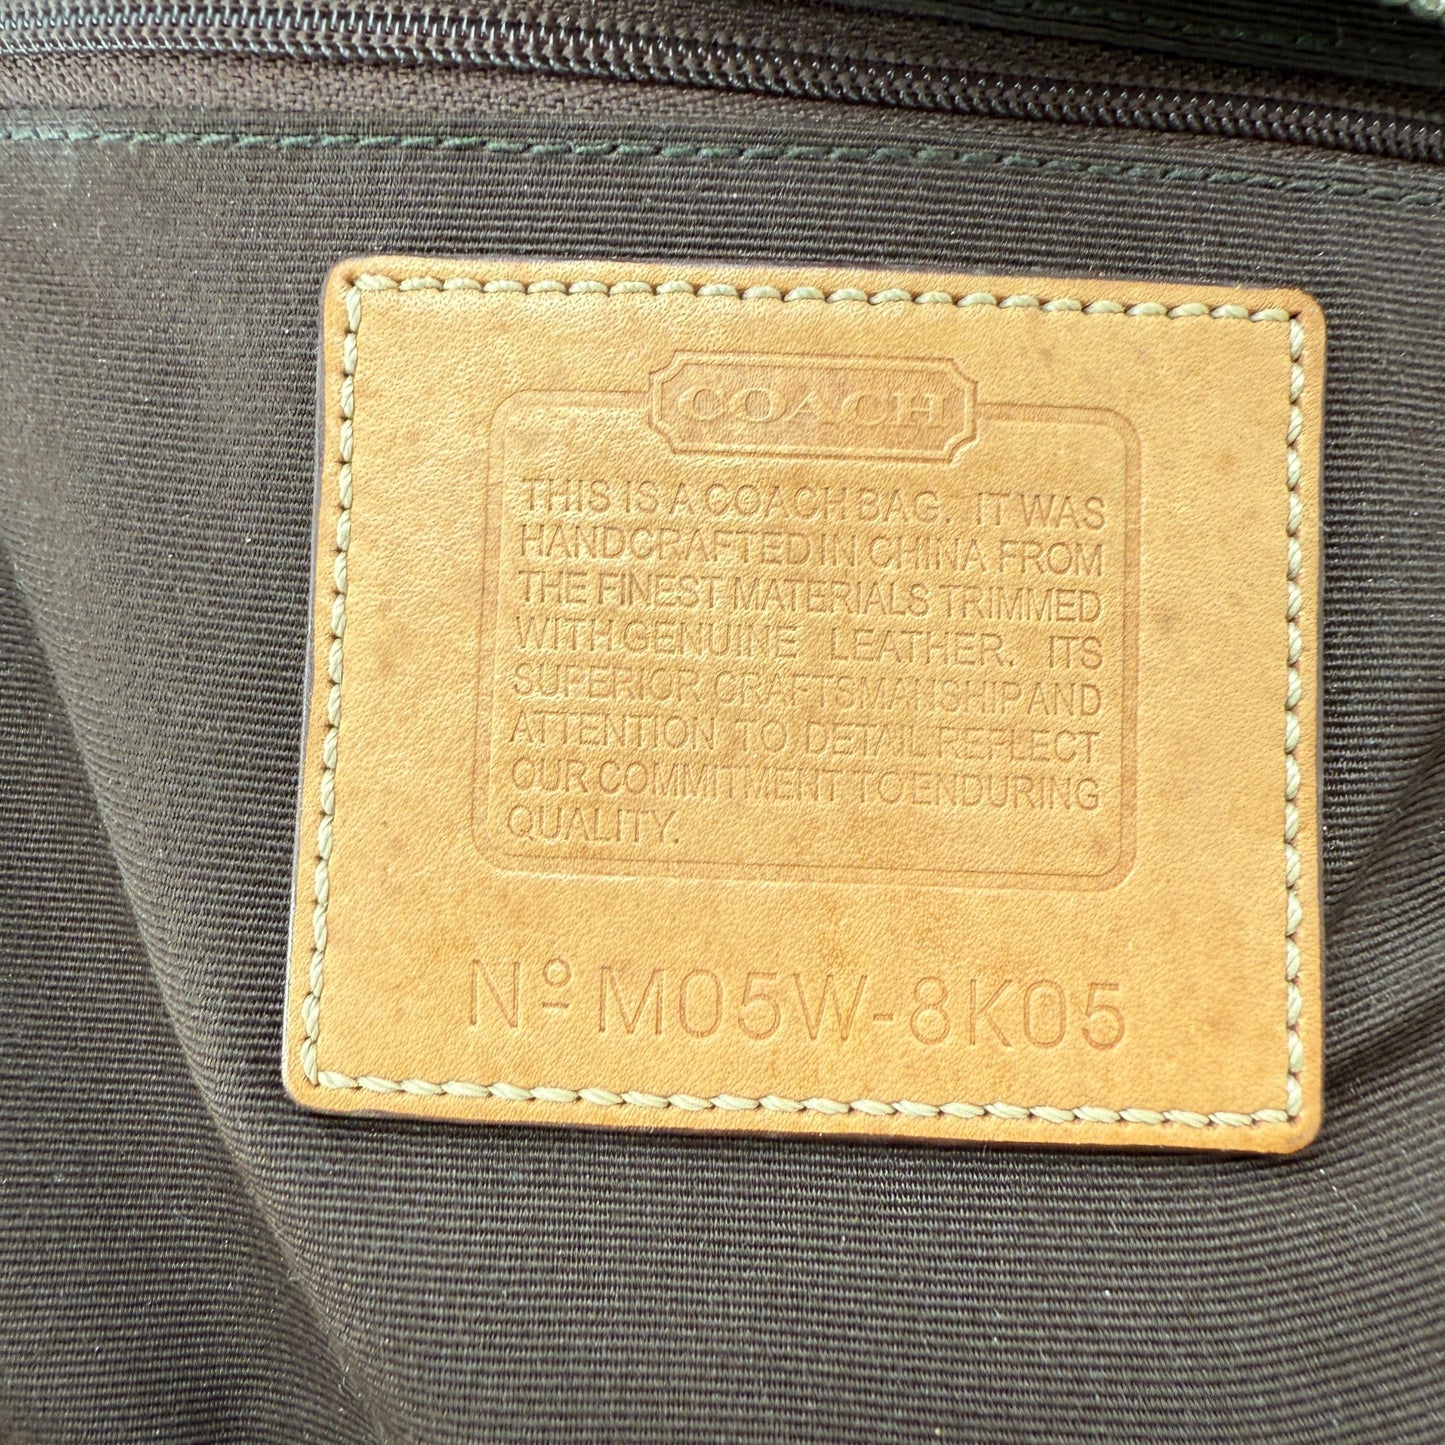 COACH
THIS IS A COACH BAG. IT WAS
HANDCRAFTED IN CHINA FROM
THE FINEST MATERIALS TRIMMED
WITH GENUINE LEATHER. ITS
SUPERIOR CRAFTSMANSHIP AND
ATTENTION TO DETAIL REFLECT
OUR COMMITMENT TO ENDURING
QUALITY.
Nº M05W-8K05